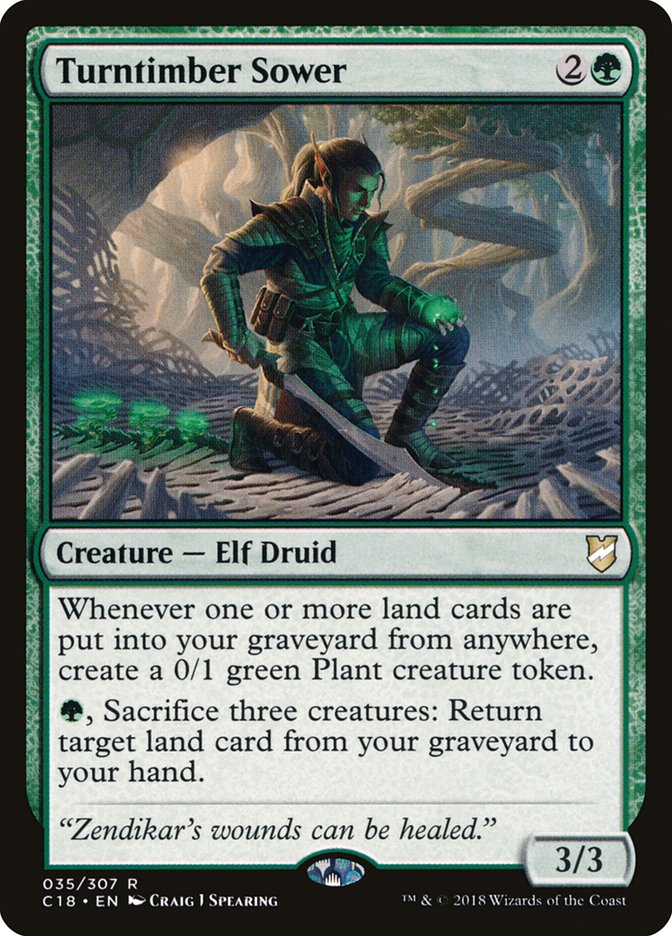 Turntimber Sower 2
Creature — Elf Druid
Whenever one or more land cards are
put into your graveyard from anywhere,
create a 0/1 green Plant creature token.
, Sacrifice three creatures: Return
target land card from your graveyard to
your hand.
“Zendikar’s wounds can be healed.”
3/3
035/307 R
C18 • EN Craig J Spearing
™ & © 2018 Wizards of the Coast